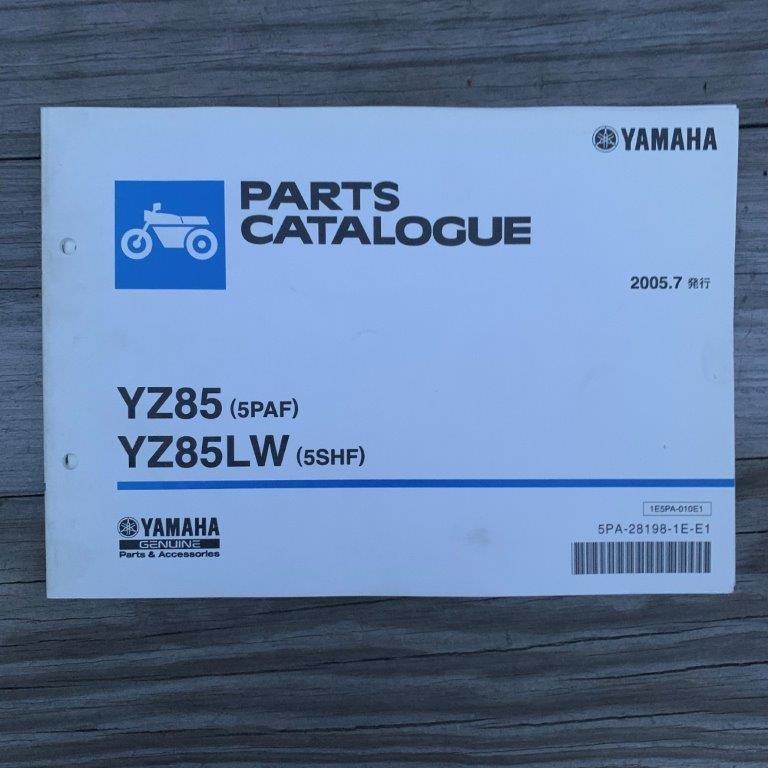 YAMAHA
PARTS
CATALOGUE
2005.7 発行
YZ85 (5PAF)
YZ85LW (5SHF)
1E5PA-010E1
YAMAHA
GENUINE
Parts & Accessories
5PA-28198-1E-E1